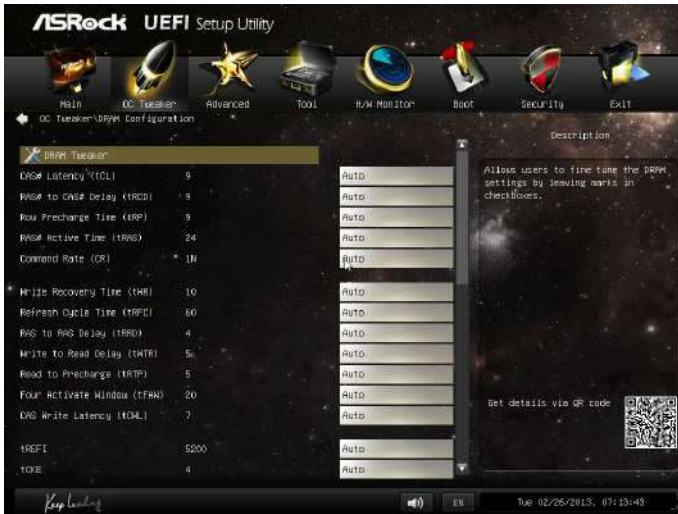 ASRock UEFI Setup Utility
Main OC Tweaker Advanced Tool H/W Monitor Boot Security Exit
OC Tweaker\DRAM Configuration
Description
DRAM Tweaker
Allows users to fine tune the DRAM
settings by leaving marks in
checkboxes.
CAS# Latency (tCL) 9 Auto
RAS# to CAS# Delay (tRCD) 9 Auto
Row Precharge Time (tRP) 9 Auto
RAS# Active Time (tRAS) 24 Auto
Command Rate (CR) 1N Auto
Write Recovery Time (tWR) 10 Auto
Refresh Cycle Time (tRFC) 60 Auto
RAS to RAS Delay (tRRD) 4 Auto
Write to Read Delay (tWTR) 5 Auto
Read to Precharge (tRTP) 5 Auto
Four Activate Window (tFAW) 20 Auto
CAS Write Latency (tCWL) 7 Auto
Get details via QR code
tREFI 5200 Auto
tCKE 4 Auto
Keep Leading
EN
Tue 02/26/2013, 07:13:43